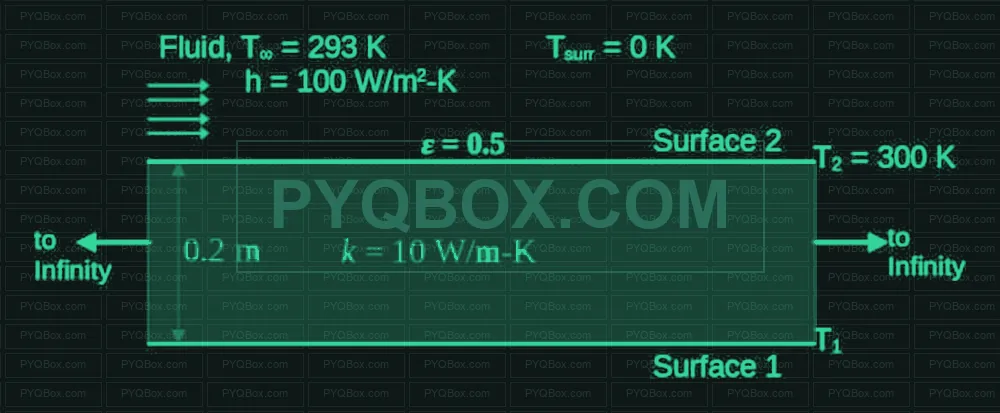 Fluid, T∞ = 293 K
h = 100 W/m²-K
Tsurr = 0 K
ε = 0.5
Surface 2
T₂ = 300 K
PYQBOX.COM
to
Infinity
0.2 m
k = 10 W/m-K
to
Infinity
T₁
Surface 1